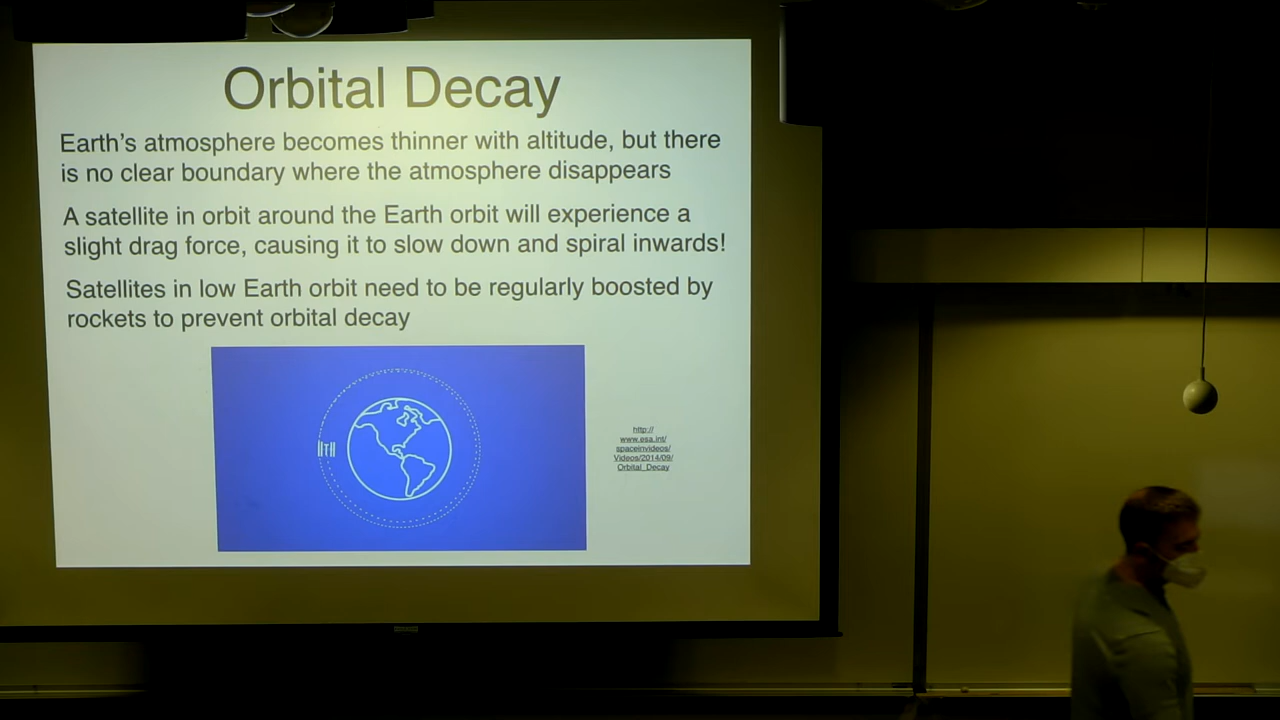 Orbital Decay
Earth's atmosphere becomes thinner with altitude, but there
is no clear boundary where the atmosphere disappears
A satellite in orbit around the Earth orbit will experience a
slight drag force, causing it to slow down and spiral inwards!
Satellites in low Earth orbit need to be regularly boosted by
rockets to prevent orbital decay
http://
www.esa.int/
spaceinvideos/
Videos/2014/09/
Orbital_Decay